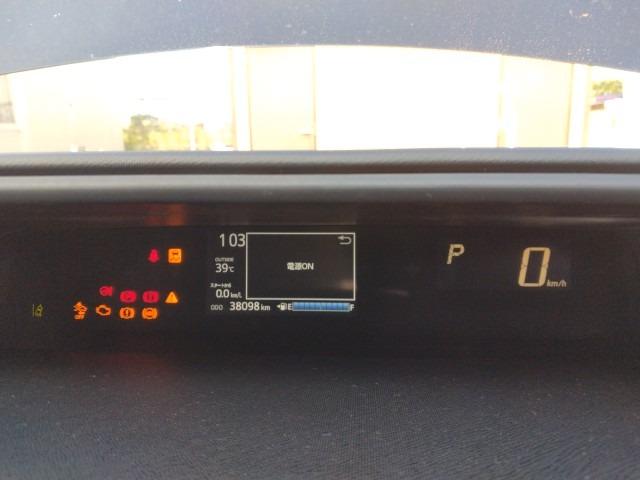 103
OUTSIDE
39℃
スタートから
0.0 km/L
ODO 38098 km
電源ON
E F
P
0 km/h